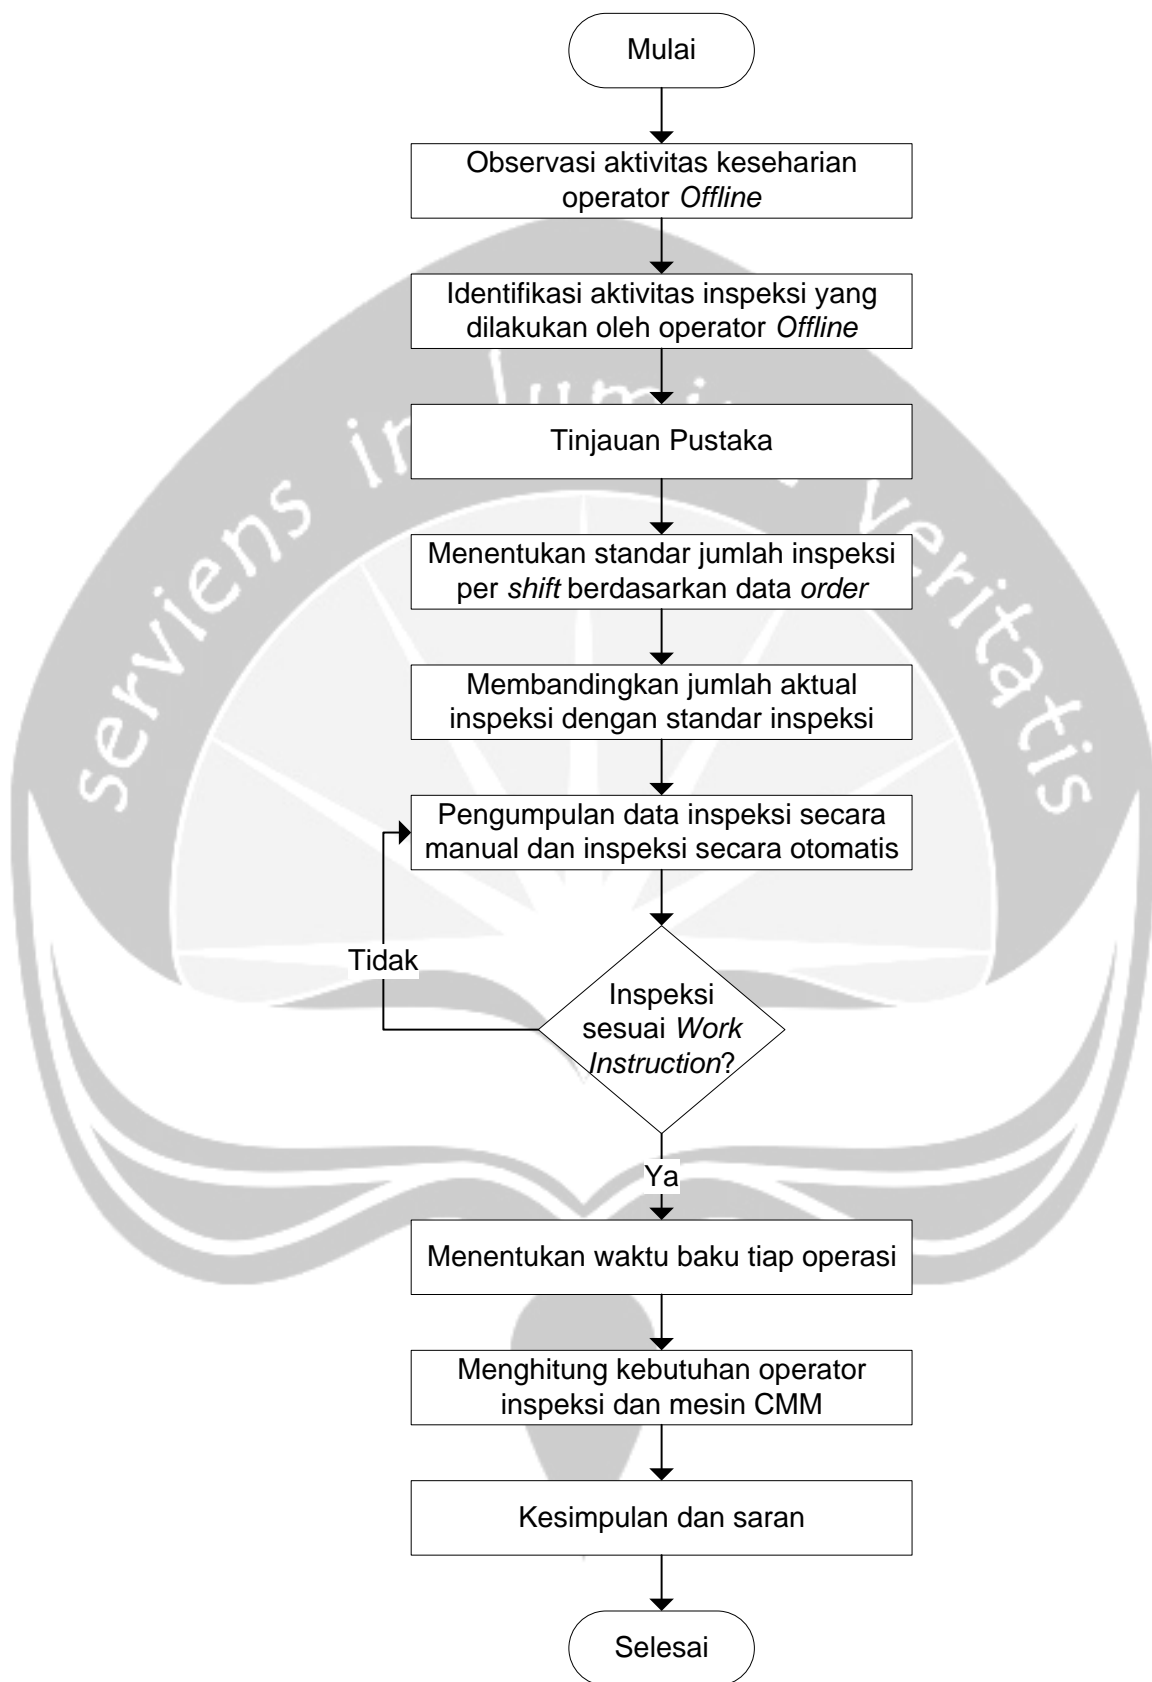 Mulai
Observasi aktivitas keseharian
operator Offline
Identifikasi aktivitas inspeksi yang
dilakukan oleh operator Offline
Tinjauan Pustaka
Menentukan standar jumlah inspeksi
per shift berdasarkan data order
Membandingkan jumlah aktual
inspeksi dengan standar inspeksi
Pengumpulan data inspeksi secara
manual dan inspeksi secara otomatis
Tidak
Inspeksi
sesuai Work
Instruction?
Ya
Menentukan waktu baku tiap operasi
Menghitung kebutuhan operator
inspeksi dan mesin CMM
Kesimpulan dan saran
Selesai
serviens in veritatis